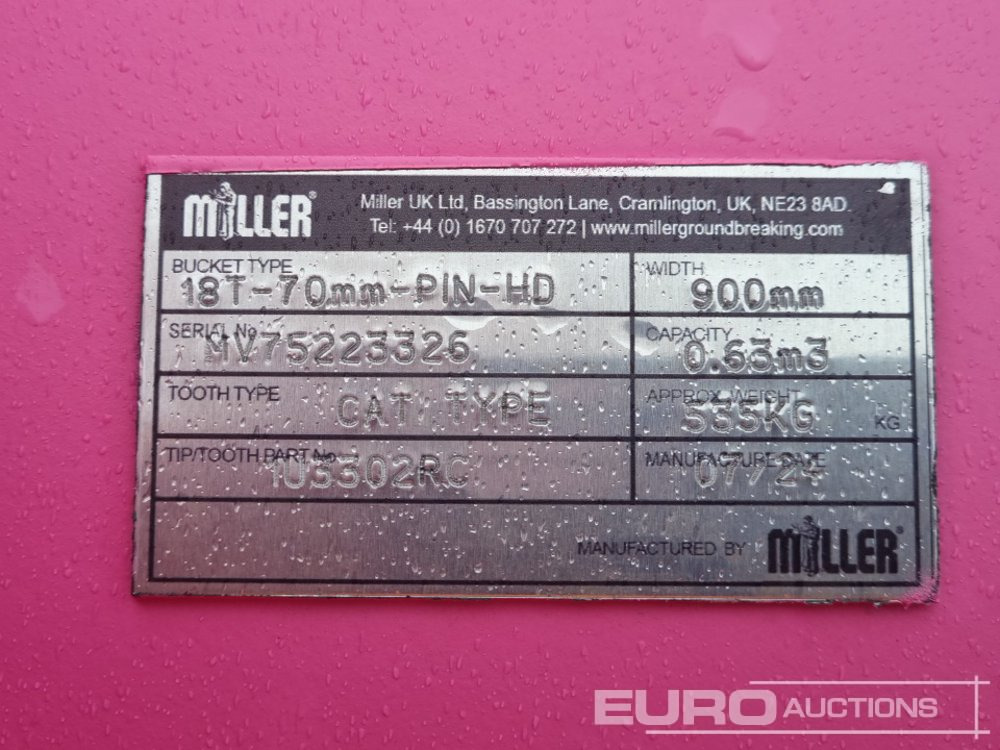 MiLLER®
Miller UK Ltd, Bassington Lane, Cramlington, UK, NE23 8AD.
Tel: +44 (0) 1670 707 272 | www.millergroundbreaking.com
BUCKET TYPE
18T-70mm-PIN-HD
WIDTH
900mm
SERIAL No
MV75223326
CAPACITY
0.63m3
TOOTH TYPE
CAT TYPE
APPROX. WEIGHT
535KG
KG
TIP/TOOTH PART No
1U3302RC
MANUFACTURE DATE
07/24
MANUFACTURED BY MiLLER®
EURO AUCTIONS